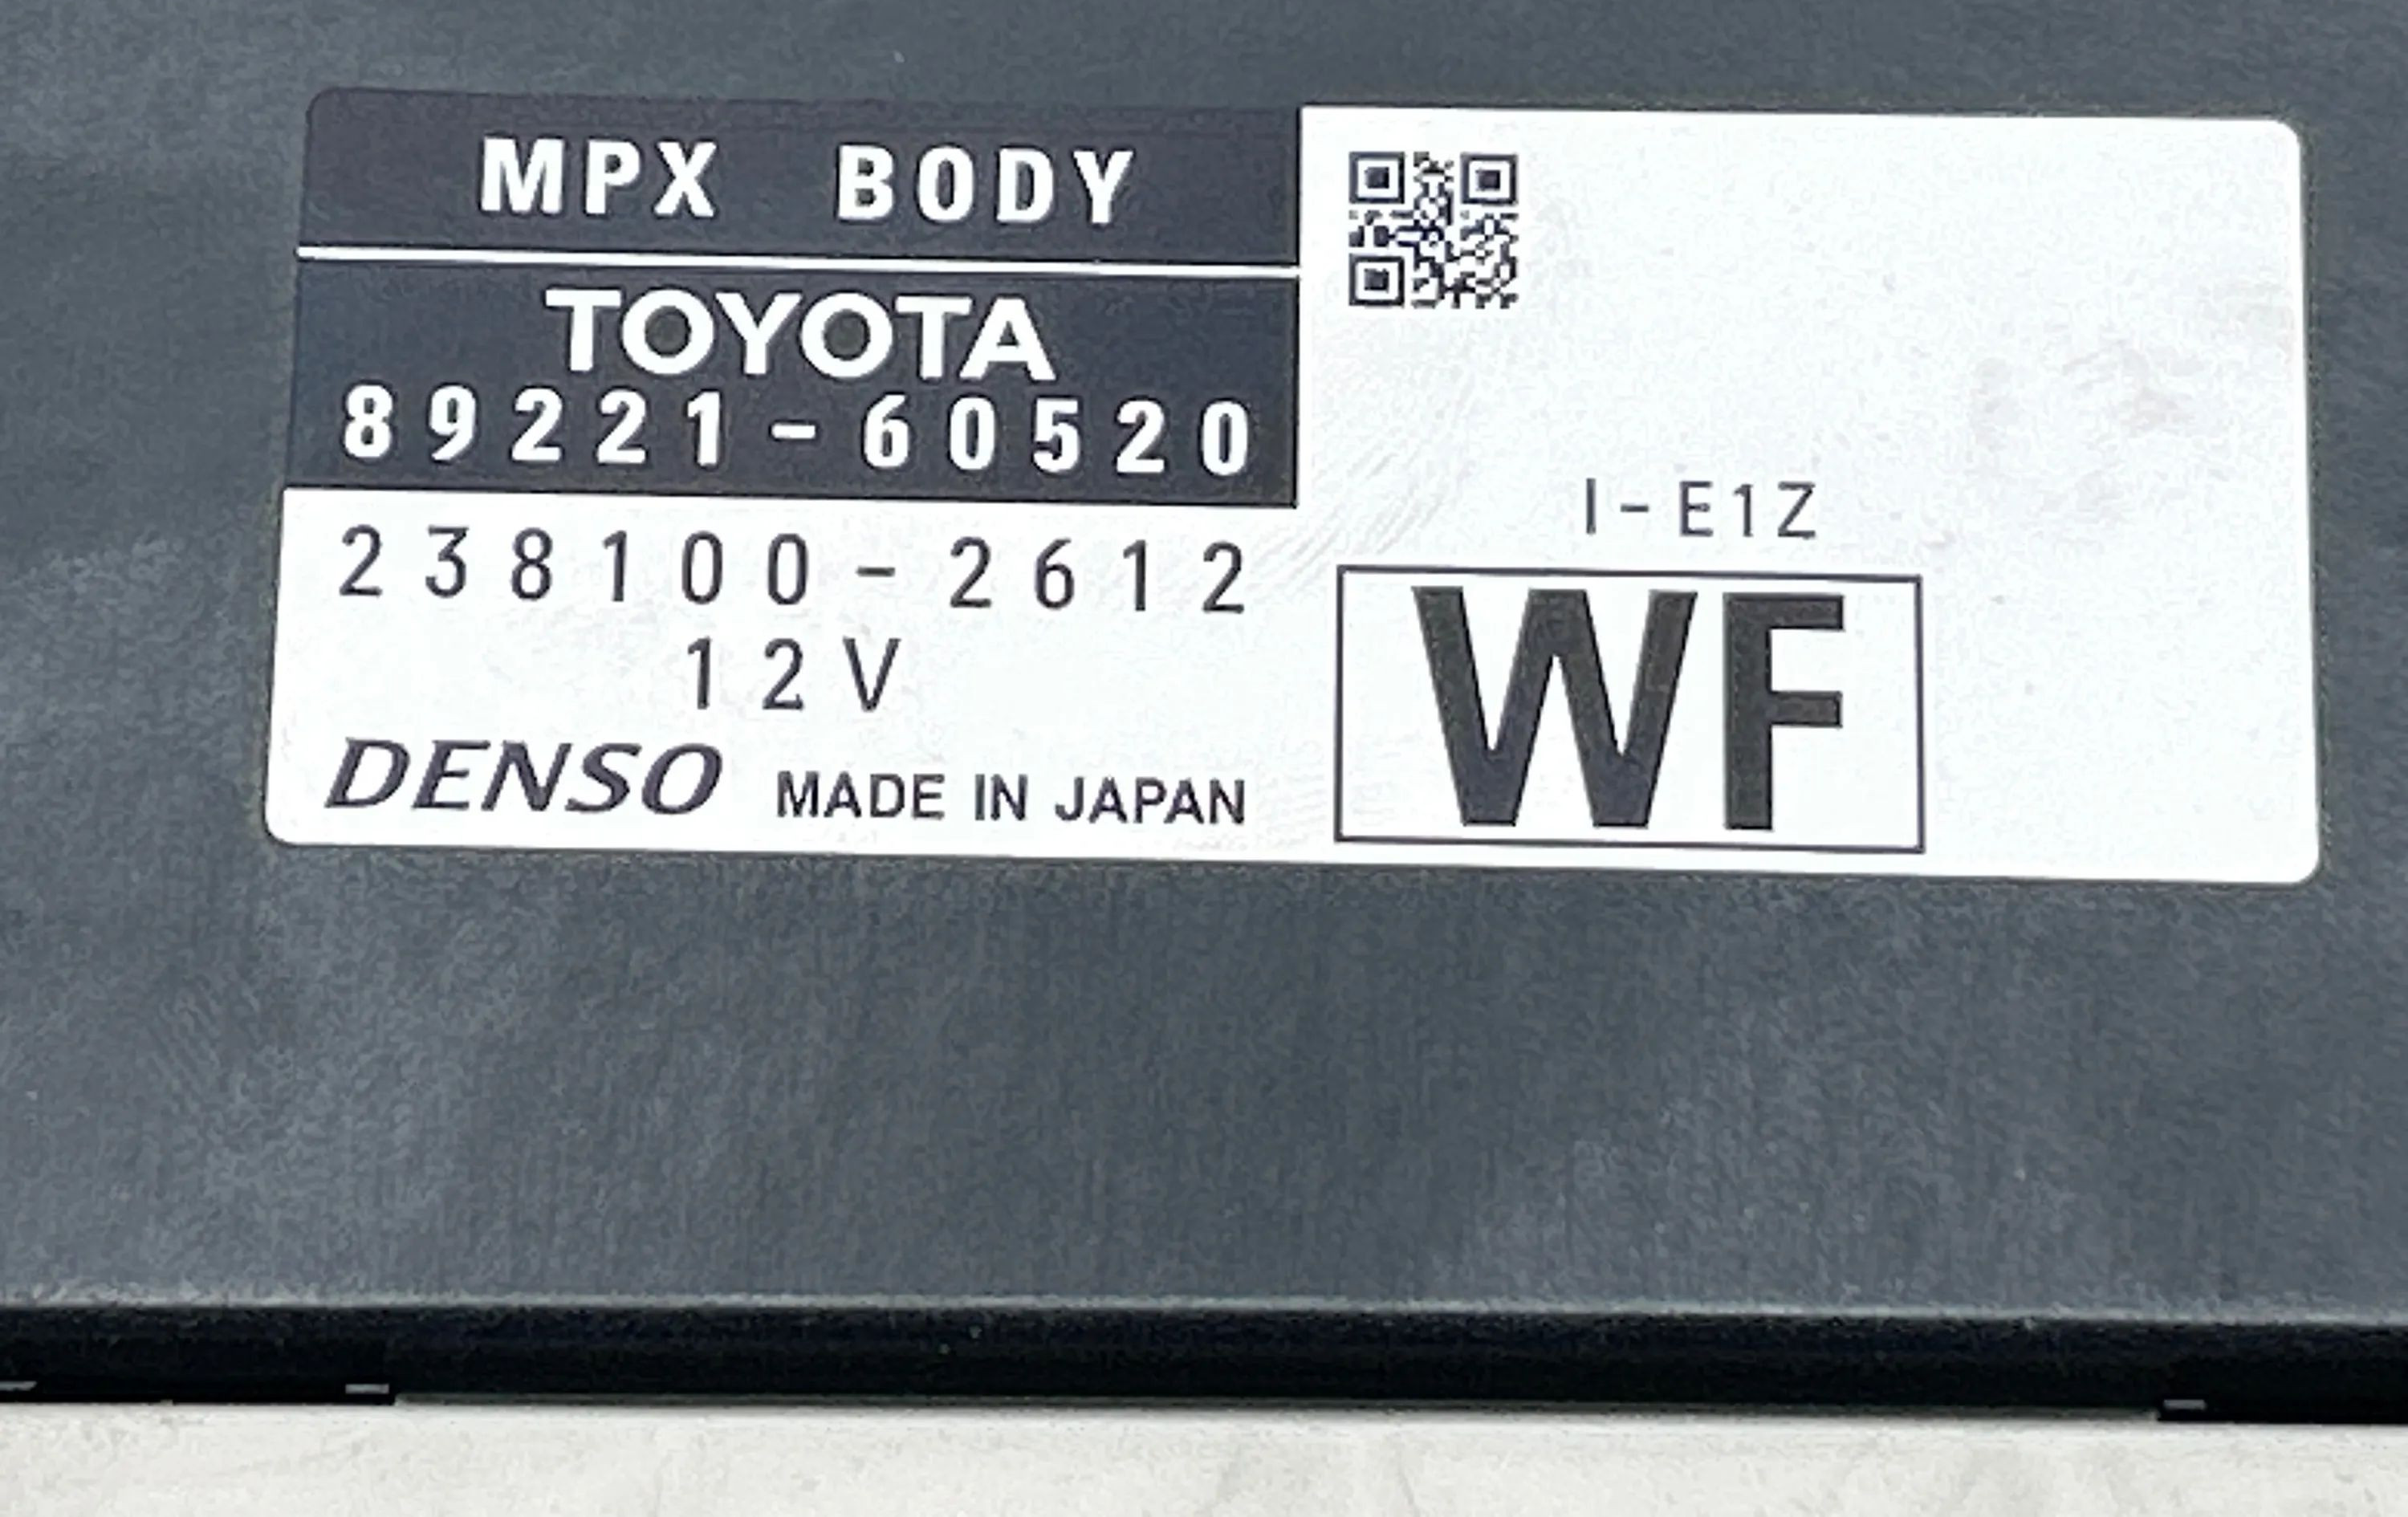 MPX BODY
TOYOTA
89221-60520
238100-2612
12V
DENSO MADE IN JAPAN
I-E1Z
WF